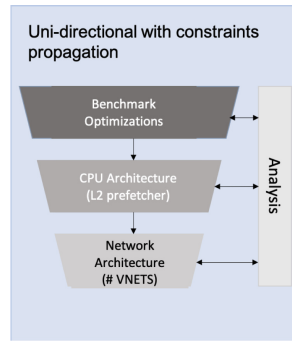 Uni-directional with constraints
propagation
Benchmark
Optimizations
CPU Architecture
(L2 prefetcher)
Network
Architecture
(# VNETS)
Analysis